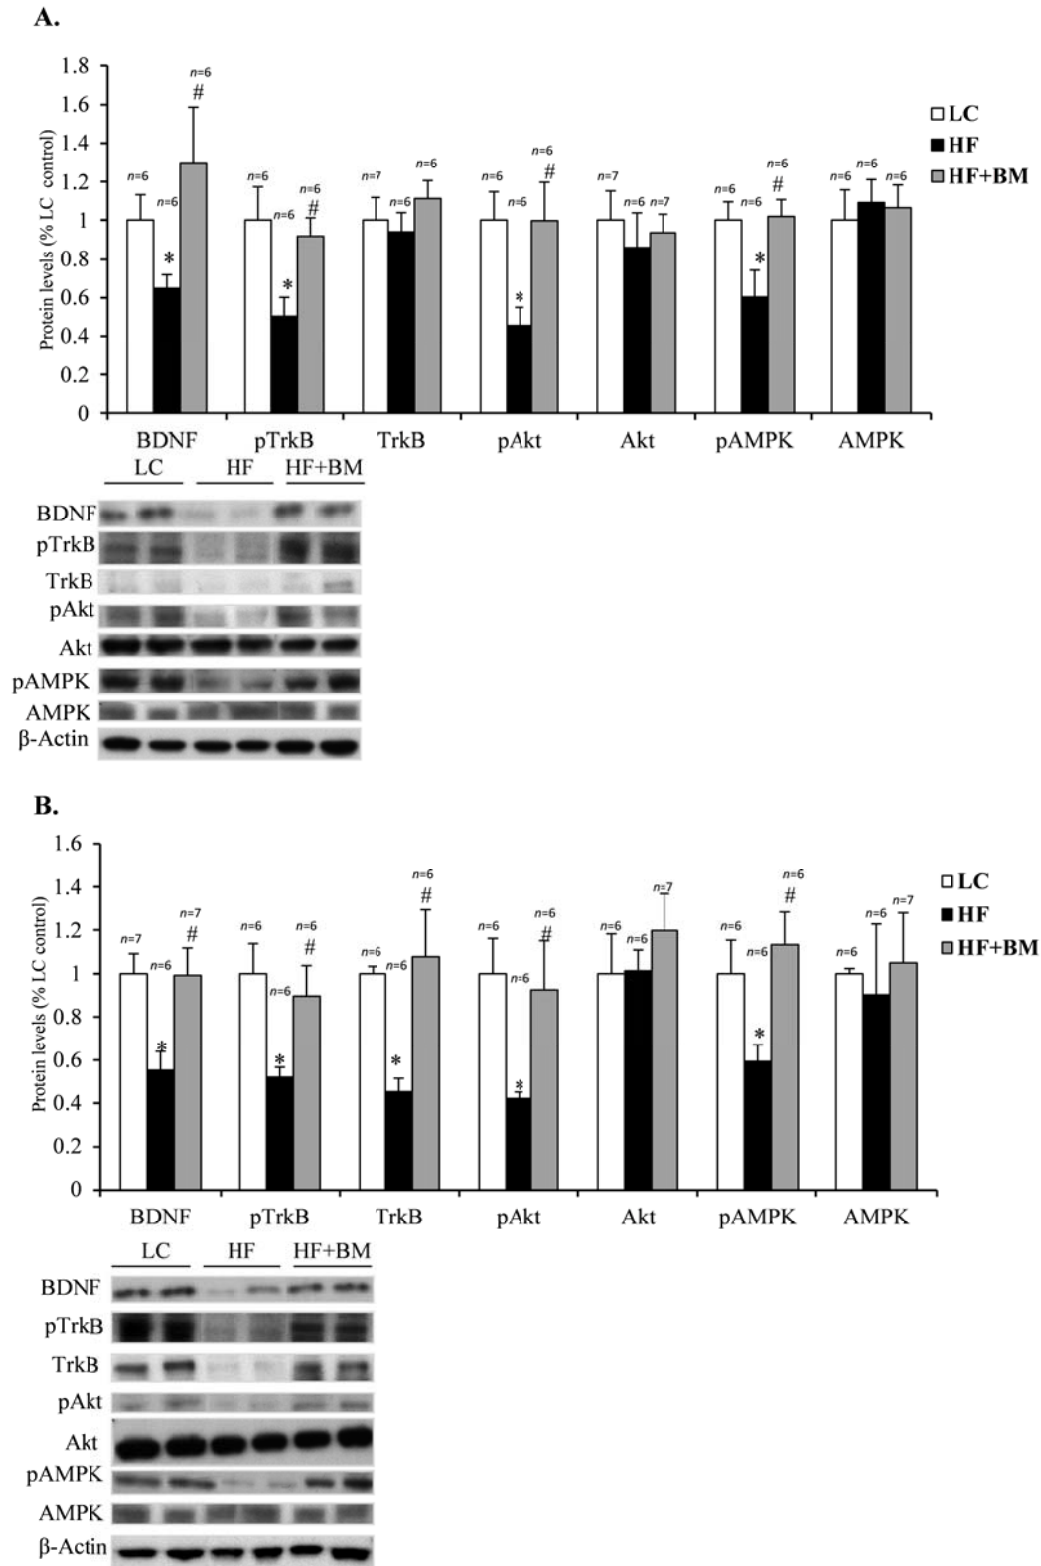 A.
Protein levels (% LC control)
1.8
1.6
1.4
1.2
1
0.8
0.6
0.4
0.2
0
n=6
n=6
n=6
#
*
n=6
n=6
n=6
#
*
n=7
n=6
n=6
n=6
n=6
n=6
#
*
n=7
n=6
n=7
n=6
n=6
n=6
#
*
n=6
n=6
n=6
LC
HF
HF+BM
BDNF pTrkB TrkB pAkt Akt pAMPK AMPK
LC HF HF+BM
BDNF
pTrkB
TrkB
pAkt
Akt
pAMPK
AMPK
β-Actin
B.
Protein levels (% LC control)
1.6
1.4
1.2
1
0.8
0.6
0.4
0.2
0
n=7
n=6
n=7
#
*
n=6
n=6
n=6
#
*
n=6
n=6
n=6
#
*
n=6
n=6
n=6
#
*
n=6
n=6
n=7
n=6
n=6
n=6
#
*
n=6
n=6
n=7
LC
HF
HF+BM
BDNF pTrkB TrkB pAkt Akt pAMPK AMPK
LC HF HF+BM
BDNF
pTrkB
TrkB
pAkt
Akt
pAMPK
AMPK
β-Actin